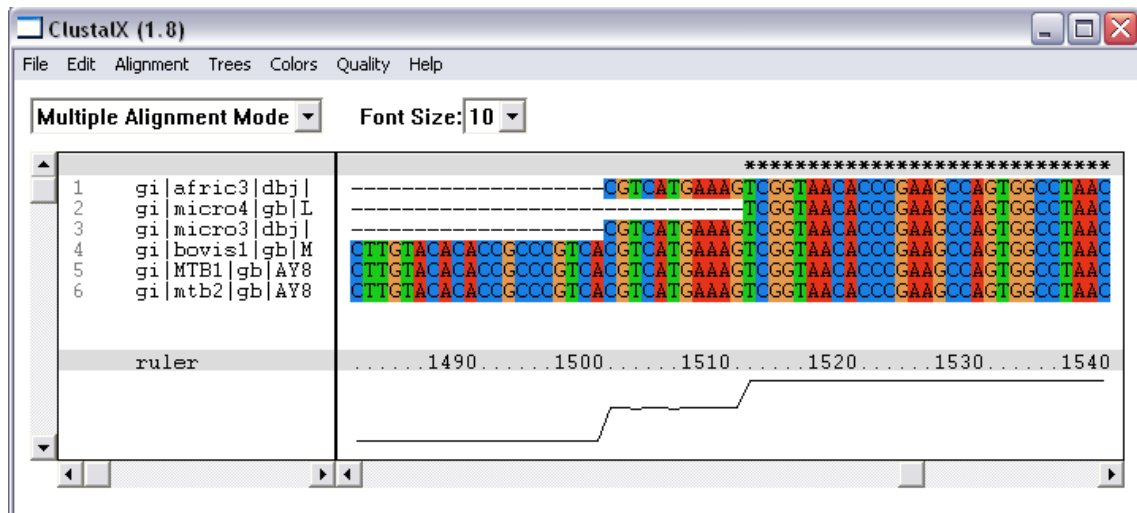 ClustalX (1.8)
File Edit Alignment Trees Colors Quality Help
Multiple Alignment Mode Font Size: 10
*****************************
1 gi|afric3|dbj| --------------------CGTCATGAAAGTCGGTAACACCCGAAGCCAGTGGCCTAAC
2 gi|micro4|gb|L -------------------------------TCGGTAACACCCGAAGCCAGTGGCCTAAC
3 gi|micro3|dbj| --------------------CGTCATGAAAGTCGGTAACACCCGAAGCCAGTGGCCTAAC
4 gi|bovis1|gb|M CTTGTACACACCGCCCGTCACGTCATGAAAGTCGGTAACACCCGAAGCCAGTGGCCTAAC
5 gi|MTB1|gb|AY8 CTTGTACACACCGCCCGTCACGTCATGAAAGTCGGTAACACCCGAAGCCAGTGGCCTAAC
6 gi|mtb2|gb|AY8 CTTGTACACACCGCCCGTCACGTCATGAAAGTCGGTAACACCCGAAGCCAGTGGCCTAAC
ruler ......1490......1500......1510......1520......1530......1540